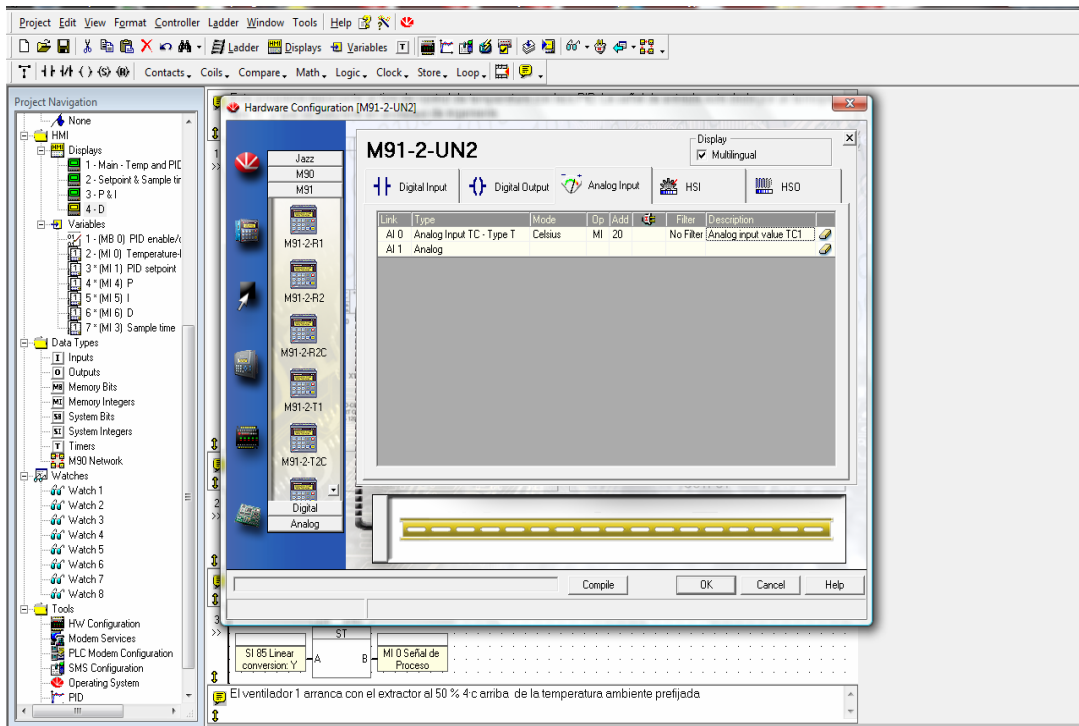 Project Edit View Format Controller Ladder Window Tools Help
Ladder Displays Variables
Contacts Coils Compare Math Logic Clock Store Loop
Project Navigation
None
HMI
Displays
1 - Main - Temp and PID
2 - Setpoint & Sample tir
3 - P & I
4 - D
Variables
1 - (MB 0) PID enable/
2 - (MI 0) Temperature-
3 * (MI 1) PID setpoint
4 * (MI 4) P
5 * (MI 5) I
6 * (MI 6) D
7 * (MI 3) Sample time
Data Types
I Inputs
O Outputs
MB Memory Bits
MI Memory Integers
SB System Bits
SI System Integers
T Timers
M90 Network
Watches
Watch 1
Watch 2
Watch 3
Watch 4
Watch 5
Watch 6
Watch 7
Watch 8
Tools
HW Configuration
Modem Services
PLC Modem Configuration
SMS Configuration
Operating System
PID
Hardware Configuration [M91-2-UN2]
Jazz
M90
M91
M91-2-R1
M91-2-R2
M91-2-R2C
M91-2-T1
M91-2-T2C
Digital
Analog
M91-2-UN2
Display
Multilingual
Digital Input Digital Output Analog Input HSI HSO
Link Type Mode Op Add Filter Description
AI 0 Analog Input TC - Type T Celsius MI 20 No Filter Analog input value TC1
AI 1 Analog
Compile OK Cancel Help
1
2
3
ST
SI 85 Linear
conversion: Y
A B
MI 0 Señal de
Proceso
El ventilador 1 arranca con el extractor al 50 % 4·c arriba de la temperatura ambiente prefijada